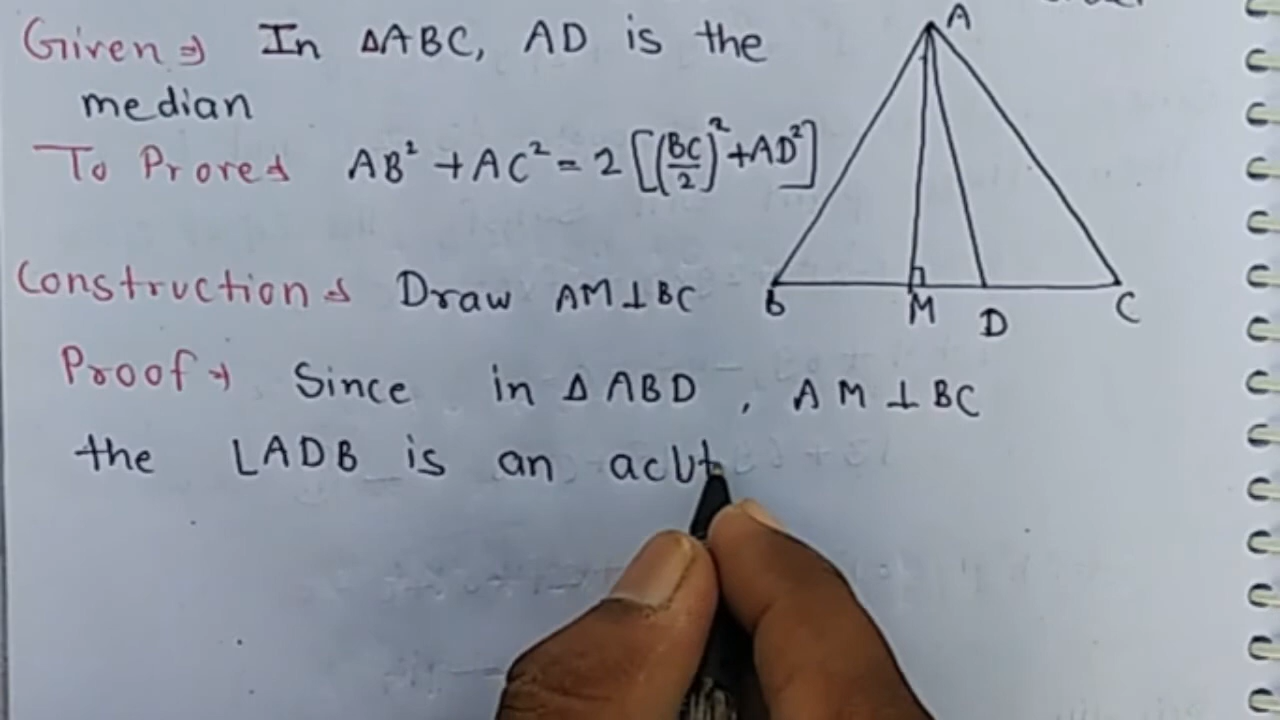 Given⇒ In ΔABC, AD is the
median
To Prove⇒ AB² + AC² = 2[(BC/2)² + AD²]
Construction⇒ Draw AM⊥BC
Proof⇒ Since in ΔABD, AM⊥BC
the ∠ADB is an acut
A
B
M
D
C